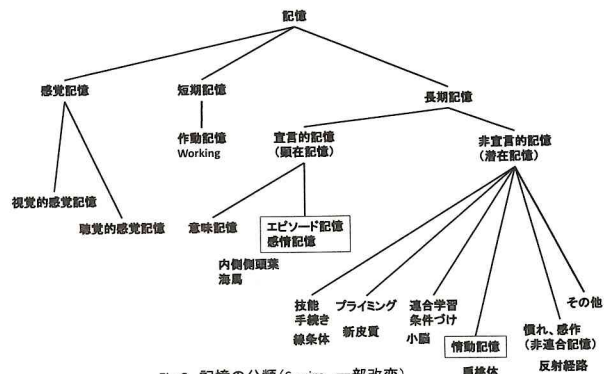 記憶
感覚記憶
短期記憶
長期記憶
作動記憶
Working
宣言的記憶
(顕在記憶)
非宣言的記憶
(潜在記憶)
視覚的感覚記憶
聴覚的感覚記憶
意味記憶
エピソード記憶
感情記憶
内側側頭葉
海馬
技能
手続き
線条体
プライミング
新皮質
連合学習
条件づけ
小脳
情動記憶
扁桃体
慣れ、感作
(非連合記憶)
反射経路
その他
記憶の分類(
一部改変)